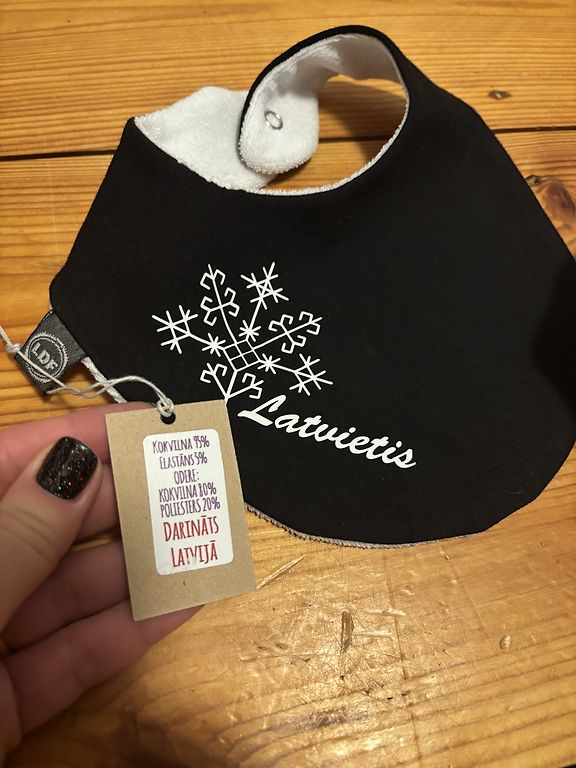 LDF
Latvietis
KOKVILNA 95%
ELASTĀNS 5%
ODERE:
KOKVILNA 80%
POLIESTERS 20%
DARINĀTS
LATVIJĀ